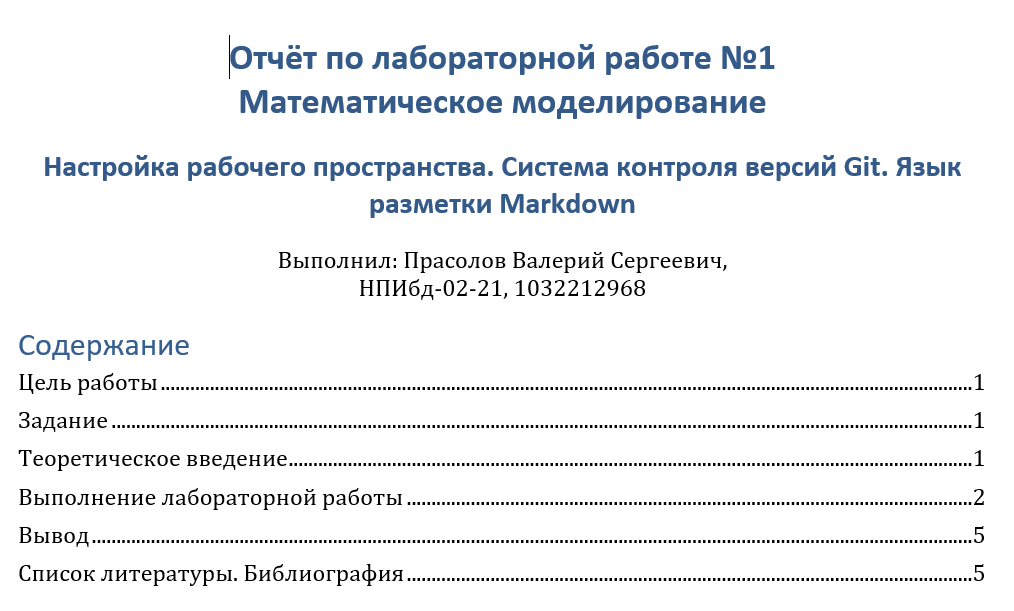 Отчёт по лабораторной работе №1
Математическое моделирование
Настройка рабочего пространства. Система контроля версий Git. Язык
разметки Markdown
Выполнил: Прасолов Валерий Сергеевич,
НПИбд-02-21, 1032212968
Содержание
Цель работы.....1
Задание.....1
Теоретическое введение.....1
Выполнение лабораторной работы.....2
Вывод.....5
Список литературы. Библиография.....5